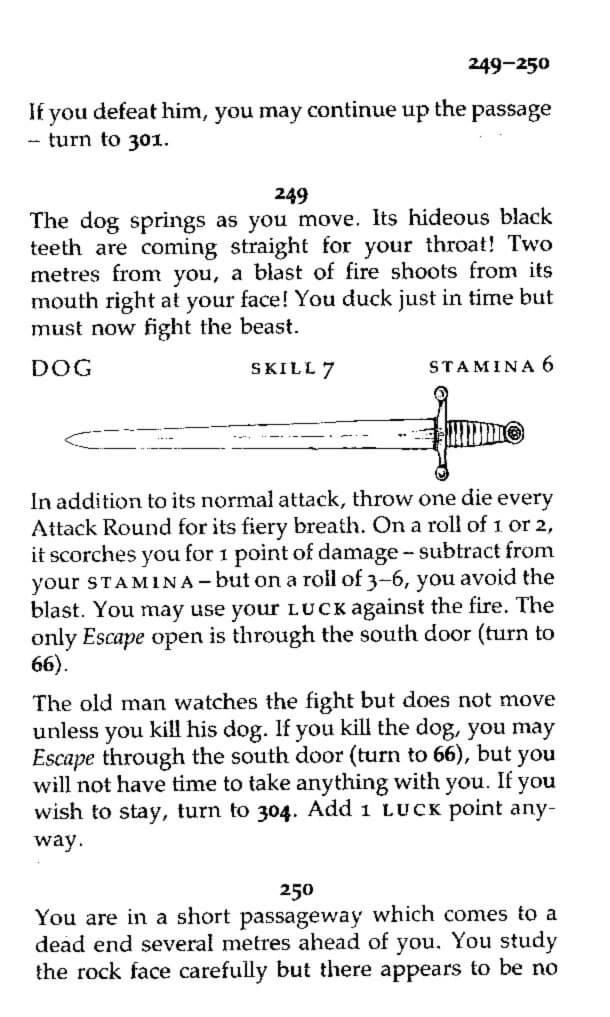 249–250
If you defeat him, you may continue up the passage
– turn to 301.
249
The dog springs as you move. Its hideous black
teeth are coming straight for your throat! Two
metres from you, a blast of fire shoots from its
mouth right at your face! You duck just in time but
must now fight the beast.
DOG SKILL 7 STAMINA 6
In addition to its normal attack, throw one die every
Attack Round for its fiery breath. On a roll of 1 or 2,
it scorches you for 1 point of damage – subtract from
your STAMINA – but on a roll of 3–6, you avoid the
blast. You may use your LUCK against the fire. The
only Escape open is through the south door (turn to
66).
The old man watches the fight but does not move
unless you kill his dog. If you kill the dog, you may
Escape through the south door (turn to 66), but you
will not have time to take anything with you. If you
wish to stay, turn to 304. Add 1 LUCK point any-
way.
250
You are in a short passageway which comes to a
dead end several metres ahead of you. You study
the rock face carefully but there appears to be no